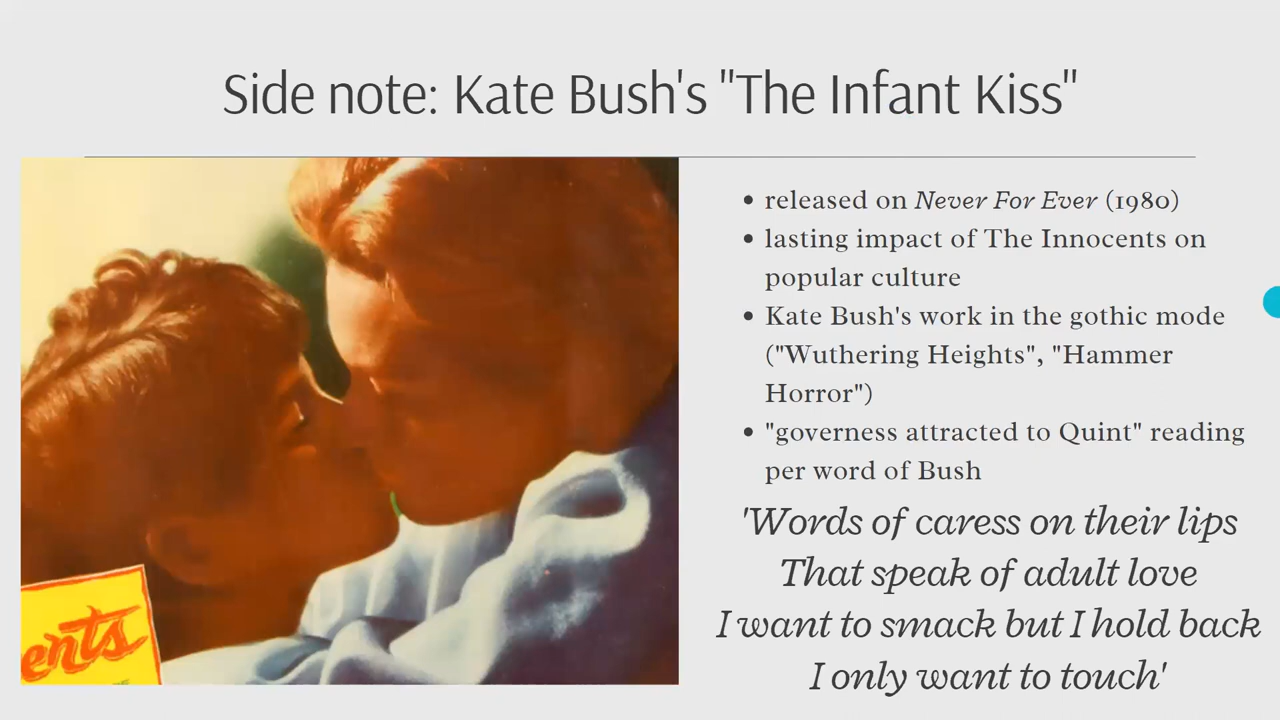 Side note: Kate Bush's "The Infant Kiss"
• released on Never For Ever (1980)
• lasting impact of The Innocents on
popular culture
• Kate Bush's work in the gothic mode
("Wuthering Heights", "Hammer
Horror")
• "governess attracted to Quint" reading
per word of Bush
'Words of caress on their lips
That speak of adult love
I want to smack but I hold back
I only want to touch'
ents